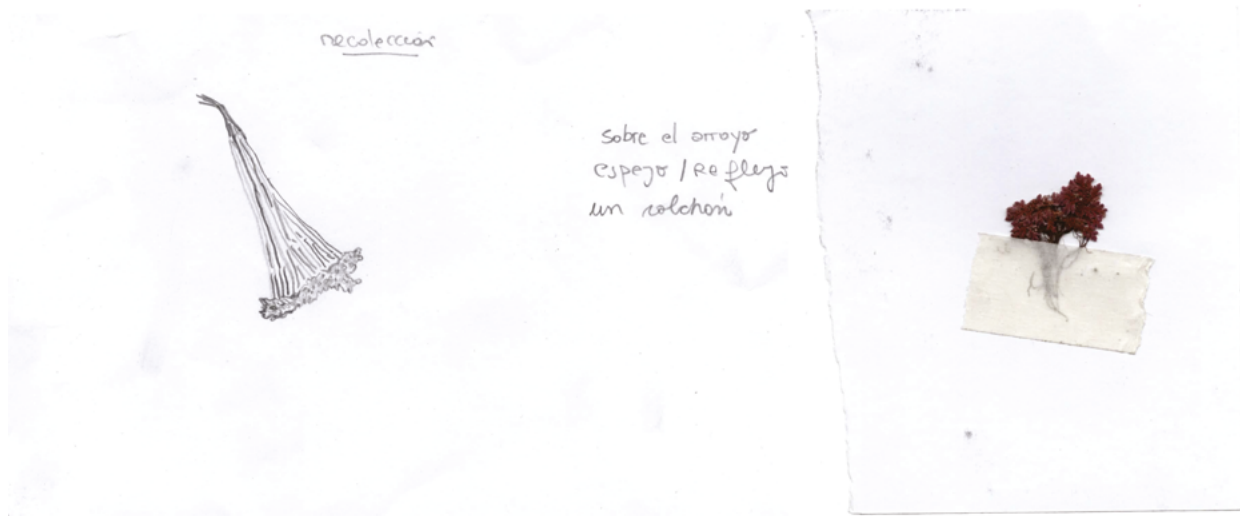 recolección
sobre el arroyo
espejo / Reflejo
un colchón